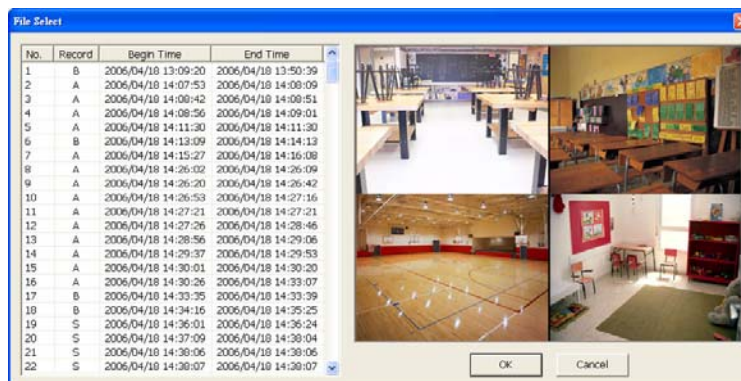 File Select
No. Record Begin Time End Time
1 B 2006/04/18 13:09:20 2006/04/18 13:50:39
2 A 2006/04/18 14:07:53 2006/04/18 14:08:09
3 A 2006/04/18 14:08:42 2006/04/18 14:08:51
4 A 2006/04/18 14:08:56 2006/04/18 14:09:01
5 A 2006/04/18 14:11:30 2006/04/18 14:11:30
6 B 2006/04/18 14:13:09 2006/04/18 14:14:13
7 A 2006/04/18 14:15:27 2006/04/18 14:16:08
8 A 2006/04/18 14:26:02 2006/04/18 14:26:09
9 A 2006/04/18 14:26:20 2006/04/18 14:26:42
10 A 2006/04/18 14:26:53 2006/04/18 14:27:16
11 A 2006/04/18 14:27:21 2006/04/18 14:27:21
12 A 2006/04/18 14:27:26 2006/04/18 14:28:46
13 A 2006/04/18 14:28:56 2006/04/18 14:29:06
14 A 2006/04/18 14:29:37 2006/04/18 14:29:53
15 A 2006/04/18 14:30:01 2006/04/18 14:30:20
16 A 2006/04/18 14:30:26 2006/04/18 14:33:07
17 B 2006/04/18 14:33:35 2006/04/18 14:33:39
18 B 2006/04/18 14:34:16 2006/04/18 14:35:25
19 S 2006/04/18 14:36:01 2006/04/18 14:36:24
20 S 2006/04/18 14:37:09 2006/04/18 14:38:04
21 S 2006/04/18 14:38:06 2006/04/18 14:38:06
22 S 2006/04/18 14:38:07 2006/04/18 14:38:07
OK Cancel